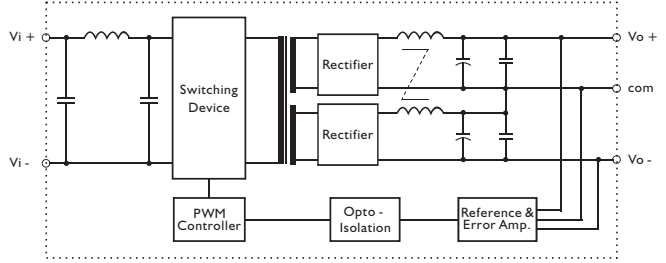 Vi +
Vo +
Rectifier
Switching
Device
com
Rectifier
Vi -
Vo -
PWM
Controller
Opto -
Isolation
Reference &
Error Amp.